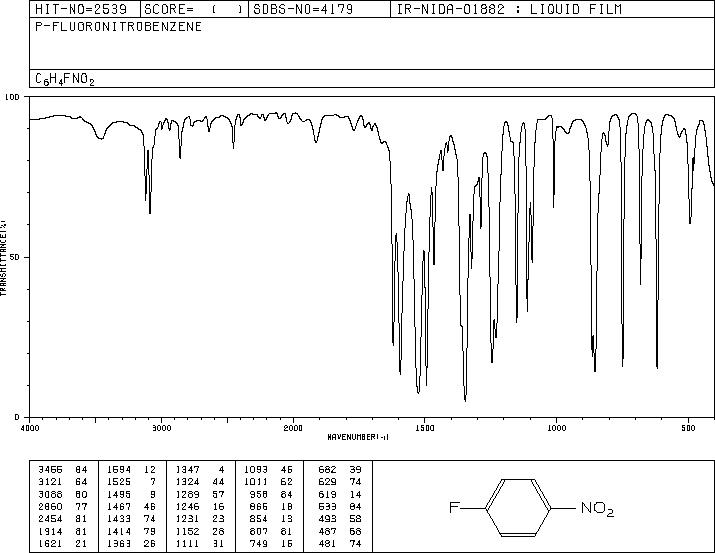 HIT-NO=2539 SCORE= ( ) SDBS-NO=4179 IR-NIDA-01882 : LIQUID FILM
P-FLUORONITROBENZENE
C6H4FNO2
100
50
0
TRANSMITTANCE(%)
4000 3000 2000 1500 1000 500
WAVENUMBER(-1)
3466 84 1594 12 1347 4 1093 46 682 39
3121 64 1525 7 1324 44 1011 62 629 74
3088 60 1495 9 1289 57 958 84 619 14
2860 77 1467 46 1246 16 866 18 533 84
2454 81 1433 74 1231 23 854 13 493 58
1914 81 1414 79 1152 28 807 81 487 68
1621 21 1363 26 1111 31 749 15 481 74
F NO2